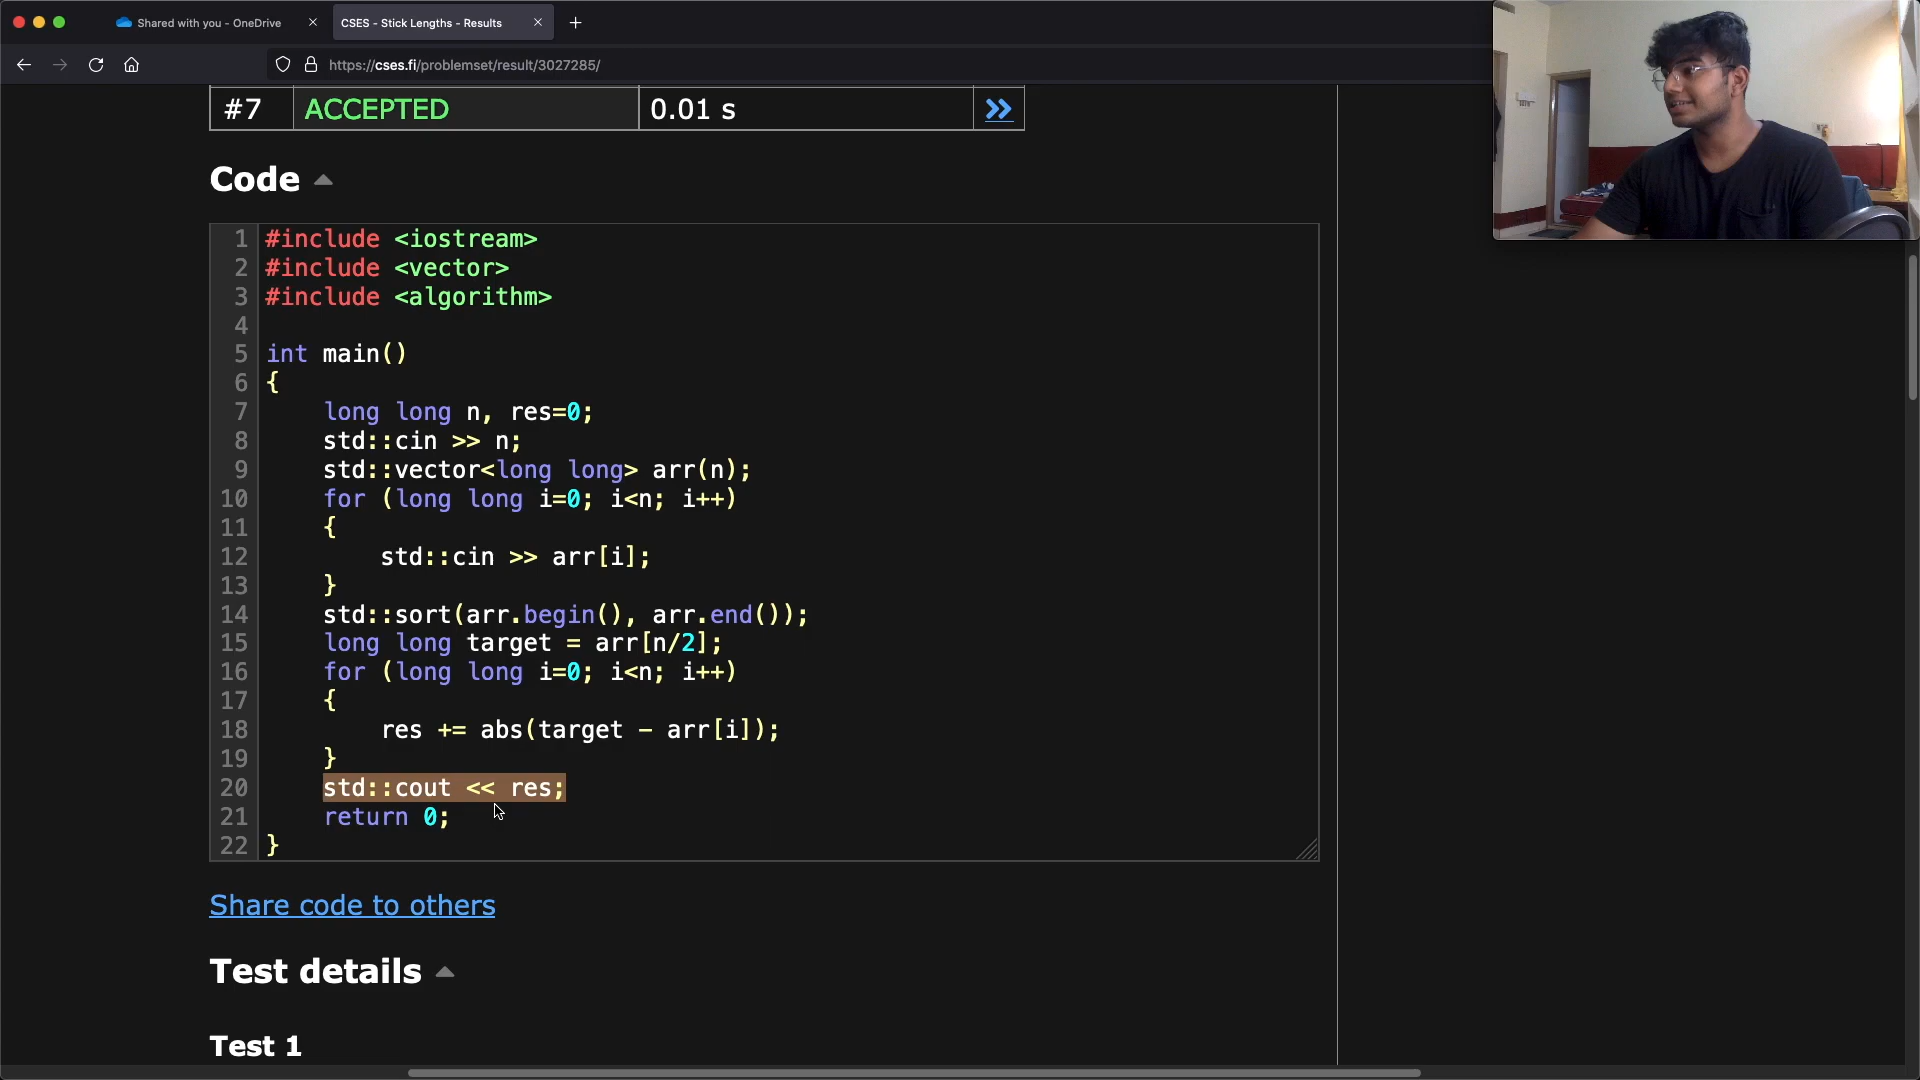 Shared with you - OneDrive
CSES - Stick Lengths - Results
https://cses.fi/problemset/result/3027285/
#7 ACCEPTED 0.01 s >>
Code
1 #include <iostream>
2 #include <vector>
3 #include <algorithm>
4
5 int main()
6 {
7 long long n, res=0;
8 std::cin >> n;
9 std::vector<long long> arr(n);
10 for (long long i=0; i<n; i++)
11 {
12 std::cin >> arr[i];
13 }
14 std::sort(arr.begin(), arr.end());
15 long long target = arr[n/2];
16 for (long long i=0; i<n; i++)
17 {
18 res += abs(target - arr[i]);
19 }
20 std::cout << res;
21 return 0;
22 }
Share code to others
Test details
Test 1